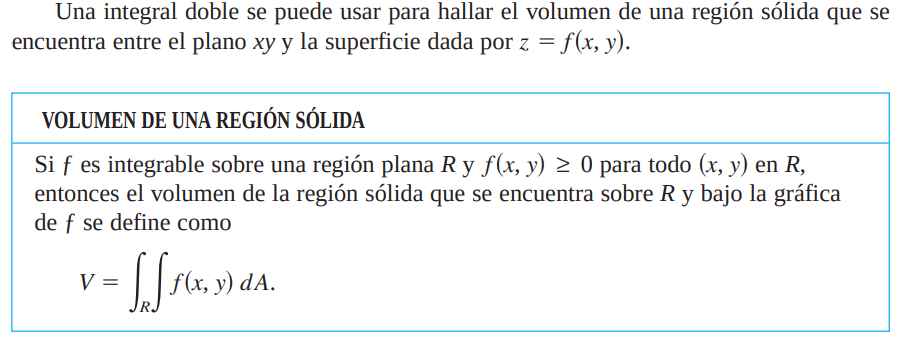 Una integral doble se puede usar para hallar el volumen de una región sólida que se
encuentra entre el plano xy y la superficie dada por z = f(x, y).
VOLUMEN DE UNA REGIÓN SÓLIDA
Si ƒ es integrable sobre una región plana R y f(x, y) ≥ 0 para todo (x, y) en R,
entonces el volumen de la región sólida que se encuentra sobre R y bajo la gráfica
de ƒ se define como
V = ∫∫_R f(x, y) dA.